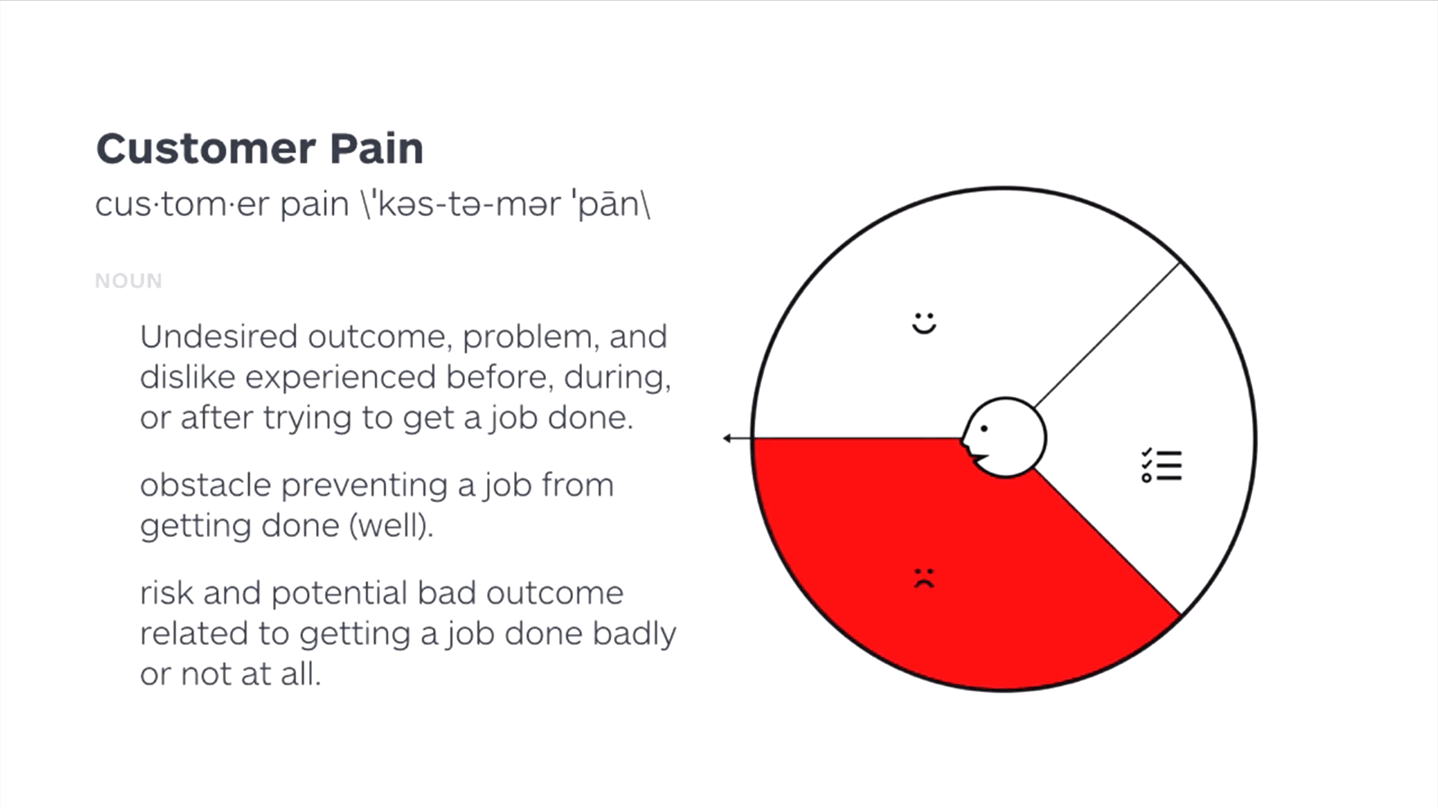 Customer Pain
cus·tom·er pain \ˈkəs-tə-mər ˈpān\
NOUN
Undesired outcome, problem, and
dislike experienced before, during,
or after trying to get a job done.
obstacle preventing a job from
getting done (well).
risk and potential bad outcome
related to getting a job done badly
or not at all.